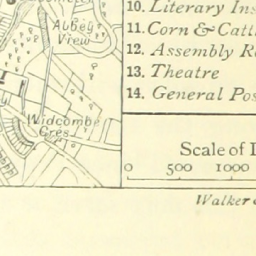 Abbey
View
Widcombe
Cres
10. Literary Ins
11. Corn & Catt
12. Assembly R
13. Theatre
14. General Pos
Scale of
0 500 1000
Walker